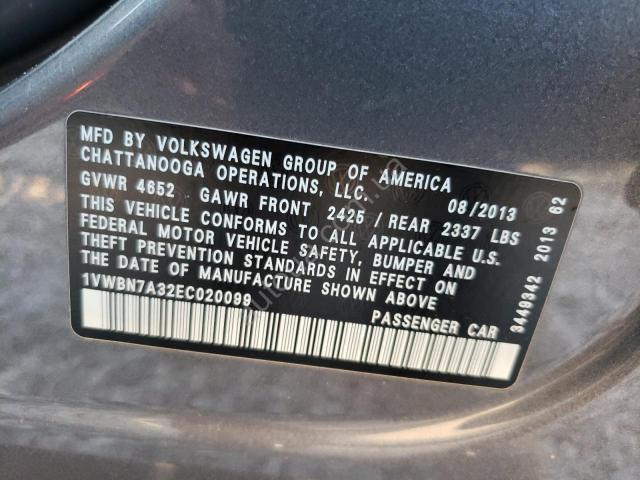 MFD BY VOLKSWAGEN GROUP OF AMERICA
CHATTANOOGA OPERATIONS, LLC. 08/2013
GVWR 4652 GAWR FRONT 2425 / REAR 2337 LBS
THIS VEHICLE CONFORMS TO ALL APPLICABLE U.S.
FEDERAL MOTOR VEHICLE SAFETY, BUMPER AND
THEFT PREVENTION STANDARDS IN EFFECT ON
THE DATE OF MANUFACTURE SHOWN ABOVE
1VWBN7A32EC020099
PASSENGER CAR
3449342 2013 62